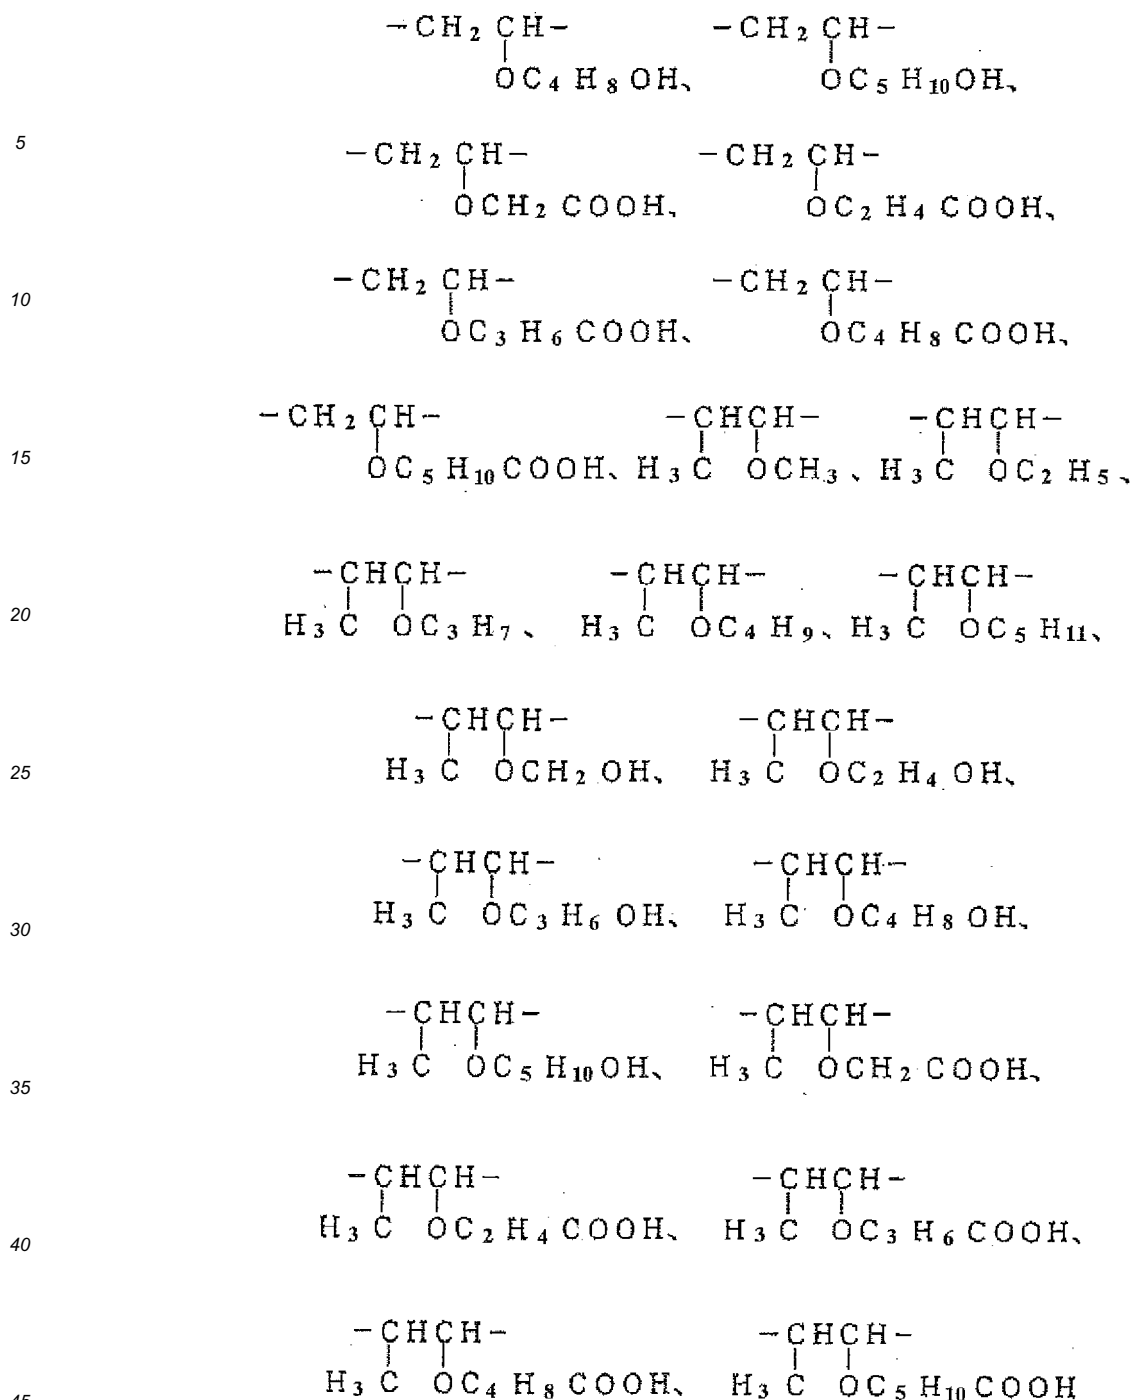 -CH₂CH- -CH₂CH-
OC₄H₈OH、 OC₅H₁₀OH、
5
-CH₂CH- -CH₂CH-
OCH₂COOH、 OC₂H₄COOH、
-CH₂CH- -CH₂CH-
10
OC₃H₆COOH、 OC₄H₈COOH、
-CH₂CH- -CHCH- -CHCH-
15
OC₅H₁₀COOH、 H₃C OCH₃、 H₃C OC₂H₅、
-CHCH- -CHCH- -CHCH-
20
H₃C OC₃H₇、 H₃C OC₄H₉、 H₃C OC₅H₁₁、
-CHCH- -CHCH-
25
H₃C OCH₂OH、 H₃C OC₂H₄OH、
-CHCH- -CHCH-
H₃C OC₃H₆OH、 H₃C OC₄H₈OH、
30
-CHCH- -CHCH-
H₃C OC₅H₁₀OH、 H₃C OCH₂COOH、
35
-CHCH- -CHCH-
H₃C OC₂H₄COOH、 H₃C OC₃H₆COOH、
40
-CHCH- -CHCH-
H₃C OC₄H₈COOH、 H₃C OC₅H₁₀COOH